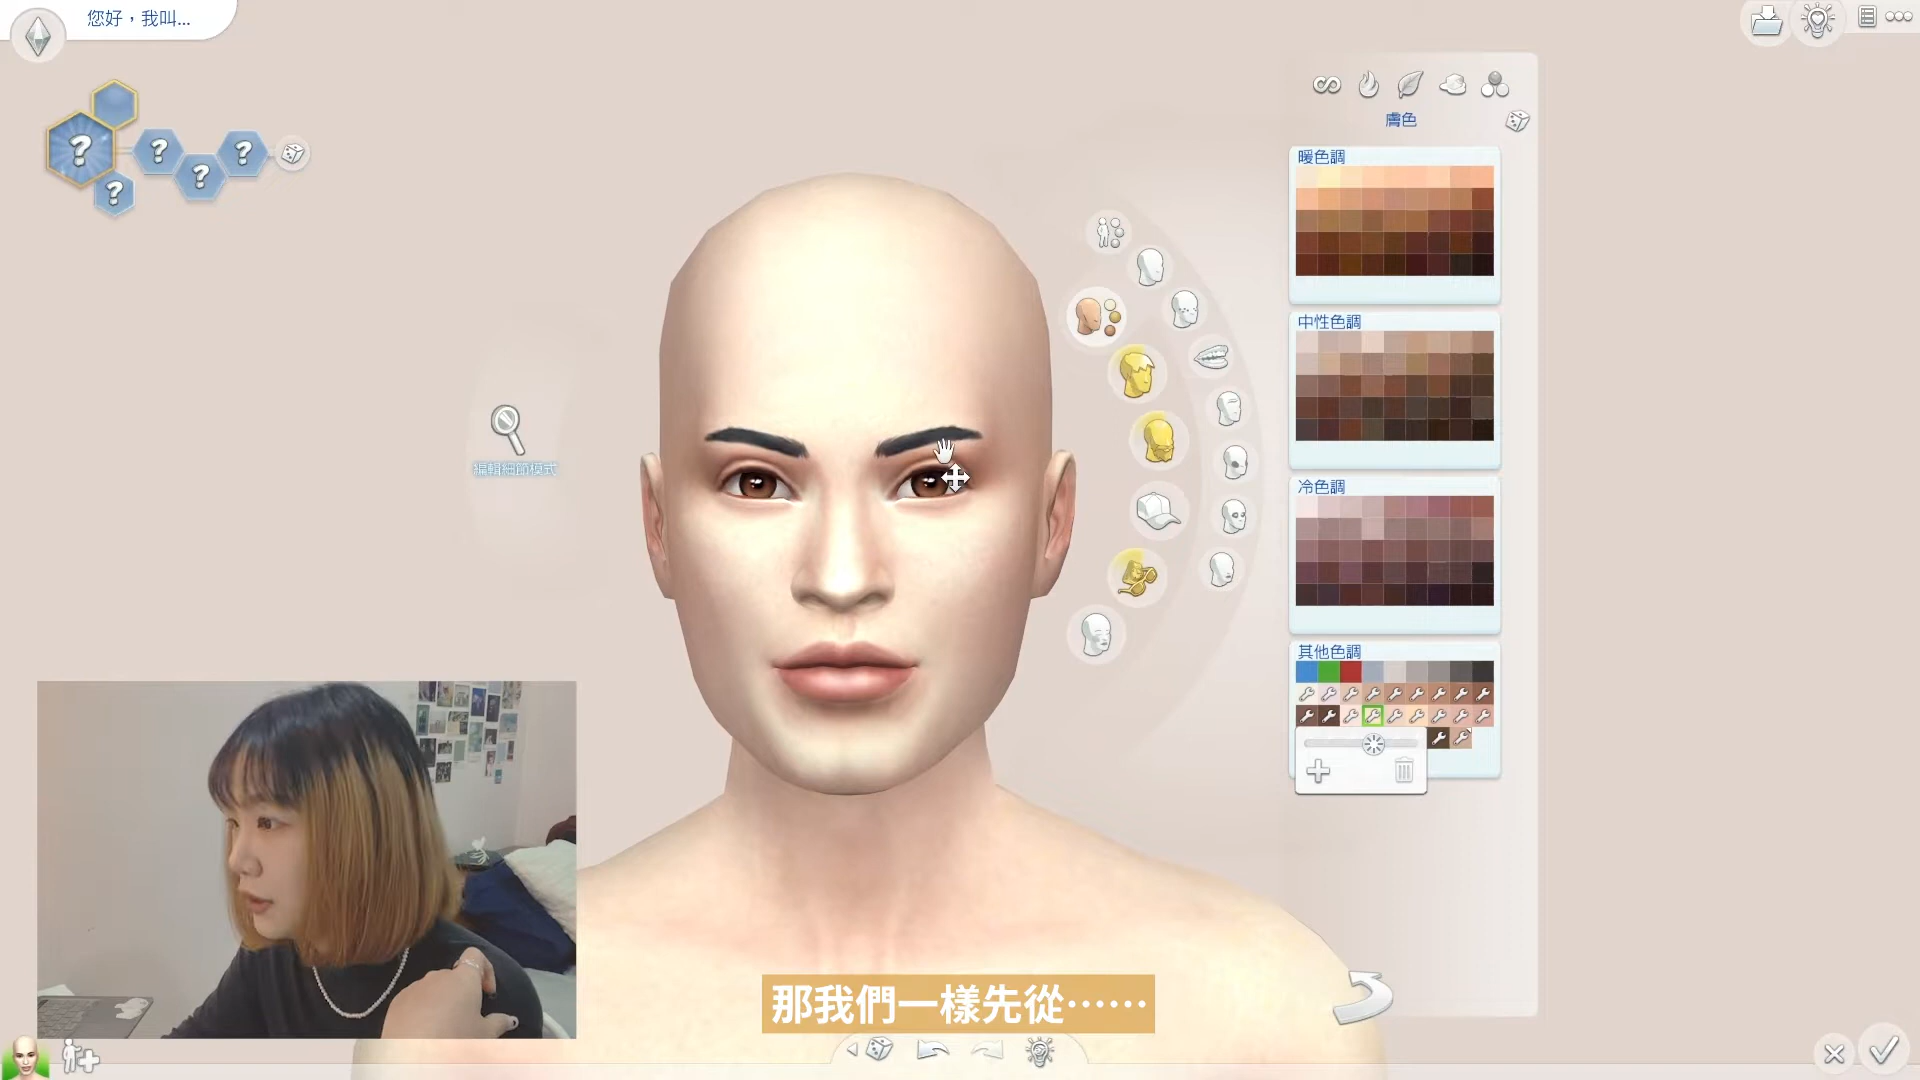 您好，我叫...
膚色
暖色調
中性色調
冷色調
其他色調
編輯細節模式
那我們一樣先從⋯⋯